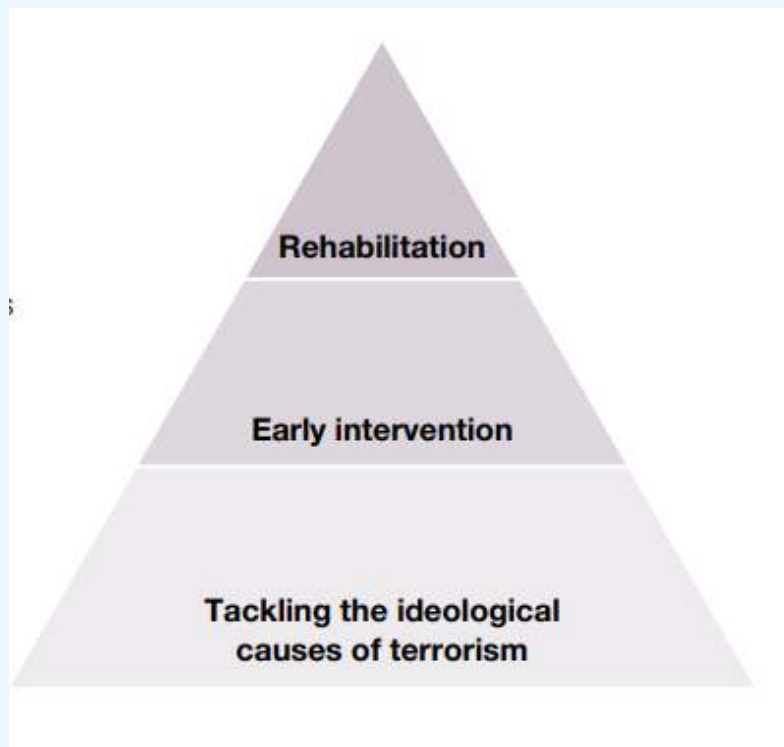 Rehabilitation
s
Early intervention
Tackling the ideological
causes of terrorism